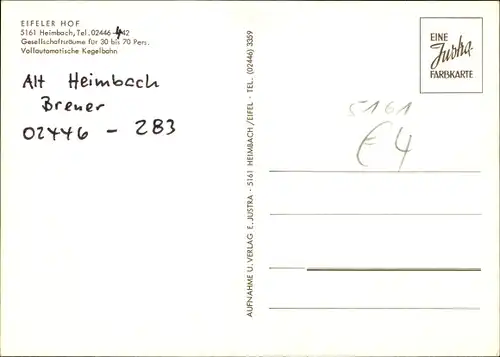 EIFELER HOF
5161 Heimbach, Tel. 02446-442
Gesellschaftsräume für 30 bis 70 Pers.
Vollautomatische Kegelbahn
Alt Heimbach
Breuer
02446 - 283
AUFNAHME U. VERLAG E. JUSTRA - 5161 HEIMBACH/EIFEL - TEL. (02446) 3359
EINE
Justra
FARBKARTE
5161
€4